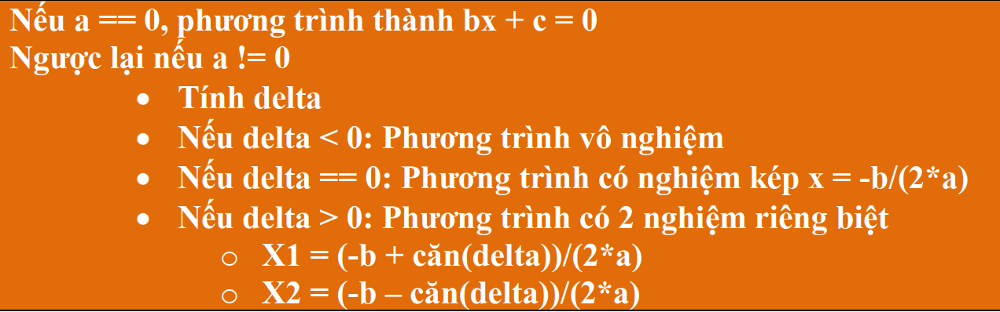 Nếu a == 0, phương trình thành bx + c = 0
Ngược lại nếu a != 0
• Tính delta
• Nếu delta < 0: Phương trình vô nghiệm
• Nếu delta == 0: Phương trình có nghiệm kép x = -b/(2*a)
• Nếu delta > 0: Phương trình có 2 nghiệm riêng biệt
○ X1 = (-b + căn(delta))/(2*a)
○ X2 = (-b – căn(delta))/(2*a)